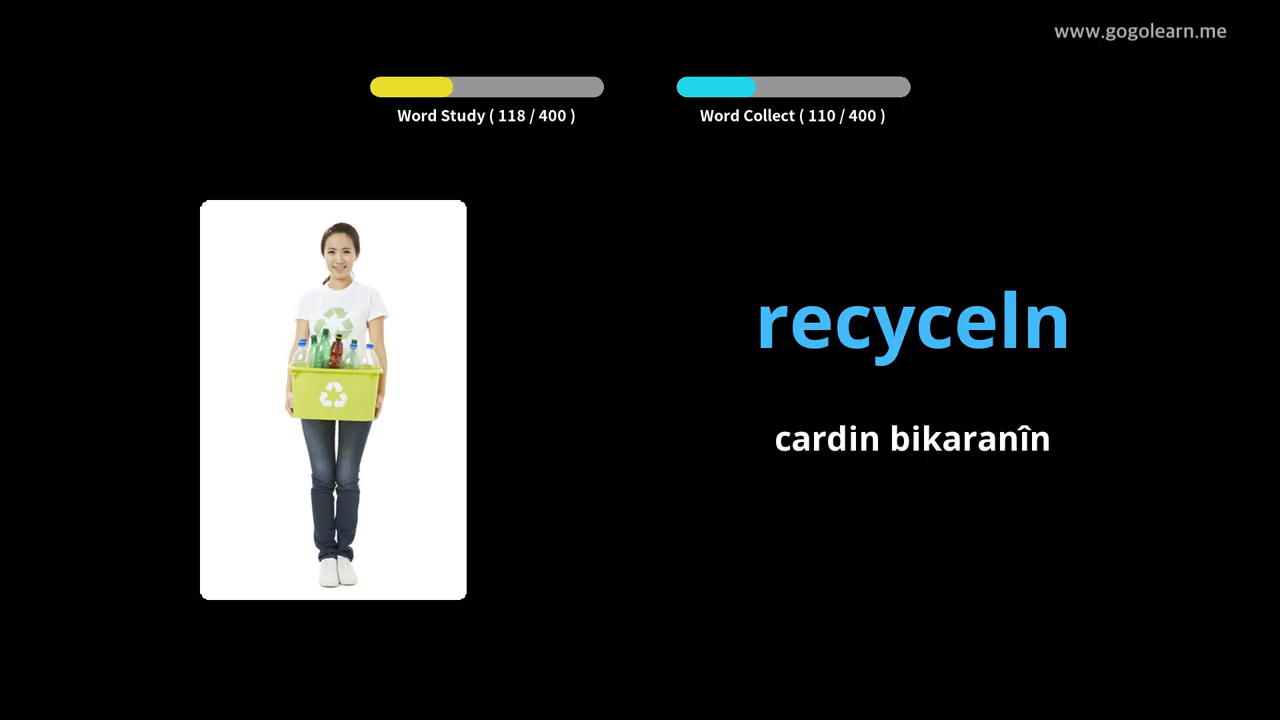 www.gogolearn.me
Word Study ( 118 / 400 )
Word Collect ( 110 / 400 )
recyceln
cardin bikaranîn